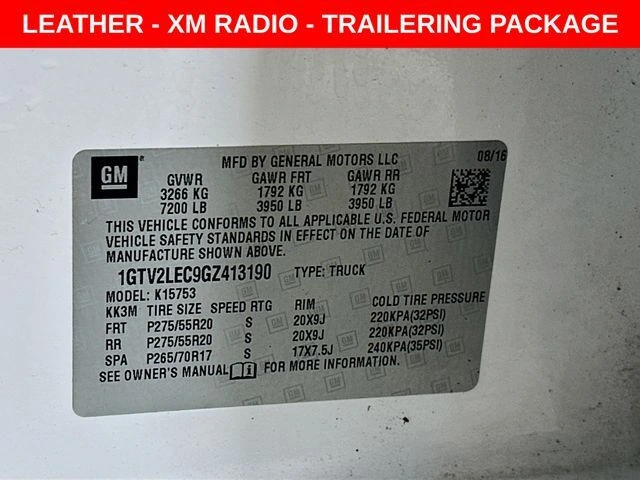 LEATHER - XM RADIO - TRAILERING PACKAGE
GM MFD BY GENERAL MOTORS LLC 08/16
GVWR GAWR FRT GAWR RR
3266 KG 1792 KG 1792 KG
7200 LB 3950 LB 3950 LB
THIS VEHICLE CONFORMS TO ALL APPLICABLE U.S. FEDERAL MOTOR
VEHICLE SAFETY STANDARDS IN EFFECT ON THE DATE OF
MANUFACTURE SHOWN ABOVE.
1GTV2LEC9GZ413190 TYPE: TRUCK
MODEL: K15753
KK3M TIRE SIZE SPEED RTG RIM COLD TIRE PRESSURE
FRT P275/55R20 S 20X9J 220KPA(32PSI)
RR P275/55R20 S 20X9J 220KPA(32PSI)
SPA P265/70R17 S 17X7.5J 240KPA(35PSI)
SEE OWNER'S MANUAL FOR MORE INFORMATION.